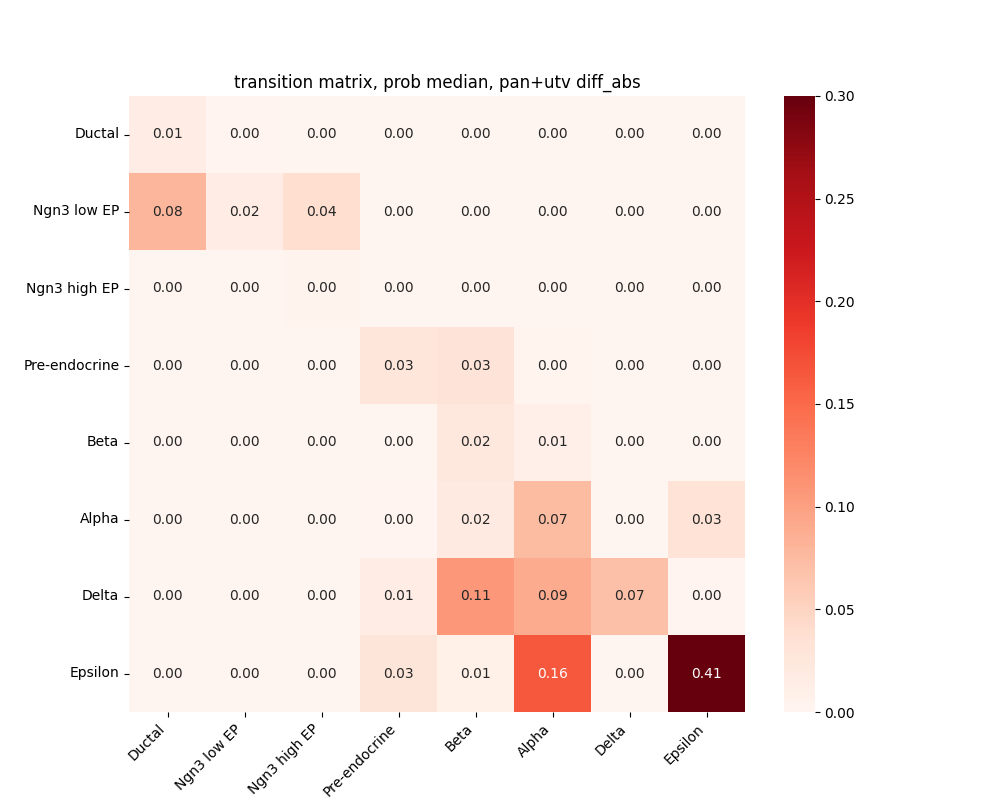 transition matrix, prob median, pan+utv diff_abs
Ductal 0.01 0.00 0.00 0.00 0.00 0.00 0.00 0.00
Ngn3 low EP 0.08 0.02 0.04 0.00 0.00 0.00 0.00 0.00
Ngn3 high EP 0.00 0.00 0.00 0.00 0.00 0.00 0.00 0.00
Pre-endocrine 0.00 0.00 0.00 0.03 0.03 0.00 0.00 0.00
Beta 0.00 0.00 0.00 0.00 0.02 0.01 0.00 0.00
Alpha 0.00 0.00 0.00 0.00 0.02 0.07 0.00 0.03
Delta 0.00 0.00 0.00 0.01 0.11 0.09 0.07 0.00
Epsilon 0.00 0.00 0.00 0.03 0.01 0.16 0.00 0.41
Ductal
Ngn3 low EP
Ngn3 high EP
Pre-endocrine
Beta
Alpha
Delta
Epsilon
0.30
0.25
0.20
0.15
0.10
0.05
0.00